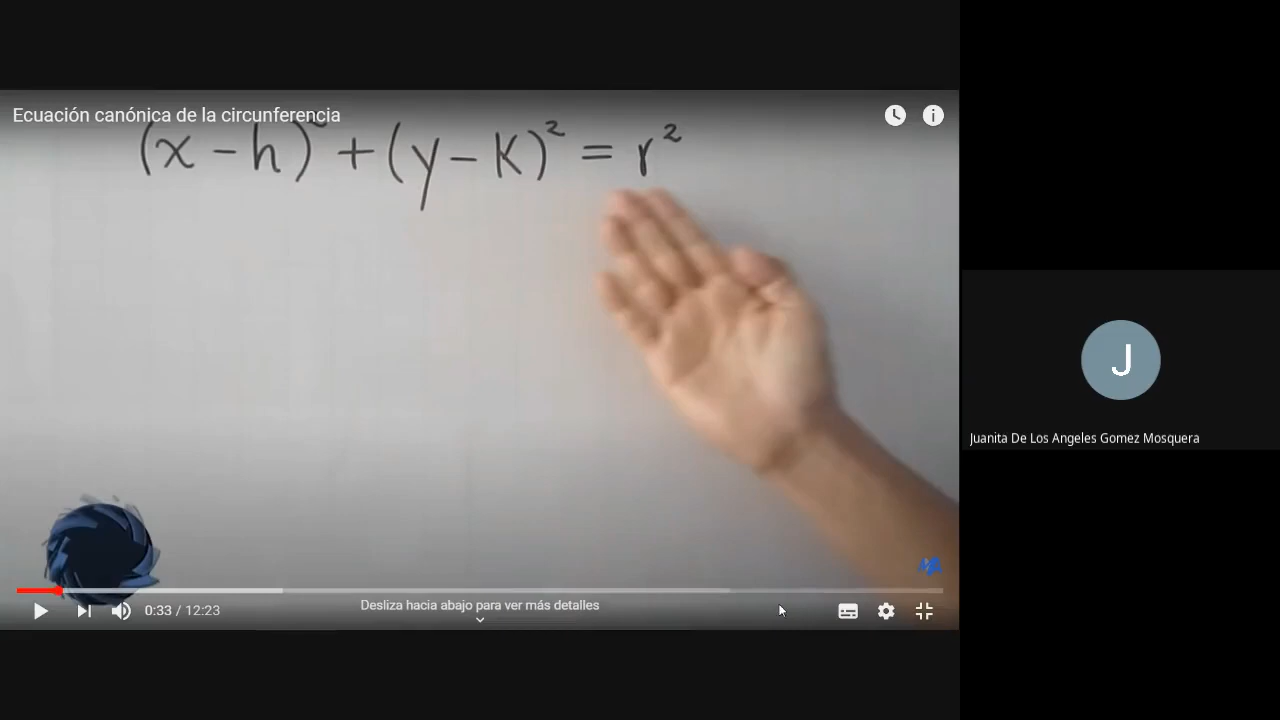 Ecuación canónica de la circunferencia
(x - h)² + (y - k)² = r²
J
Juanita De Los Angeles Gomez Mosquera
0:33 / 12:23
Desliza hacia abajo para ver más detalles